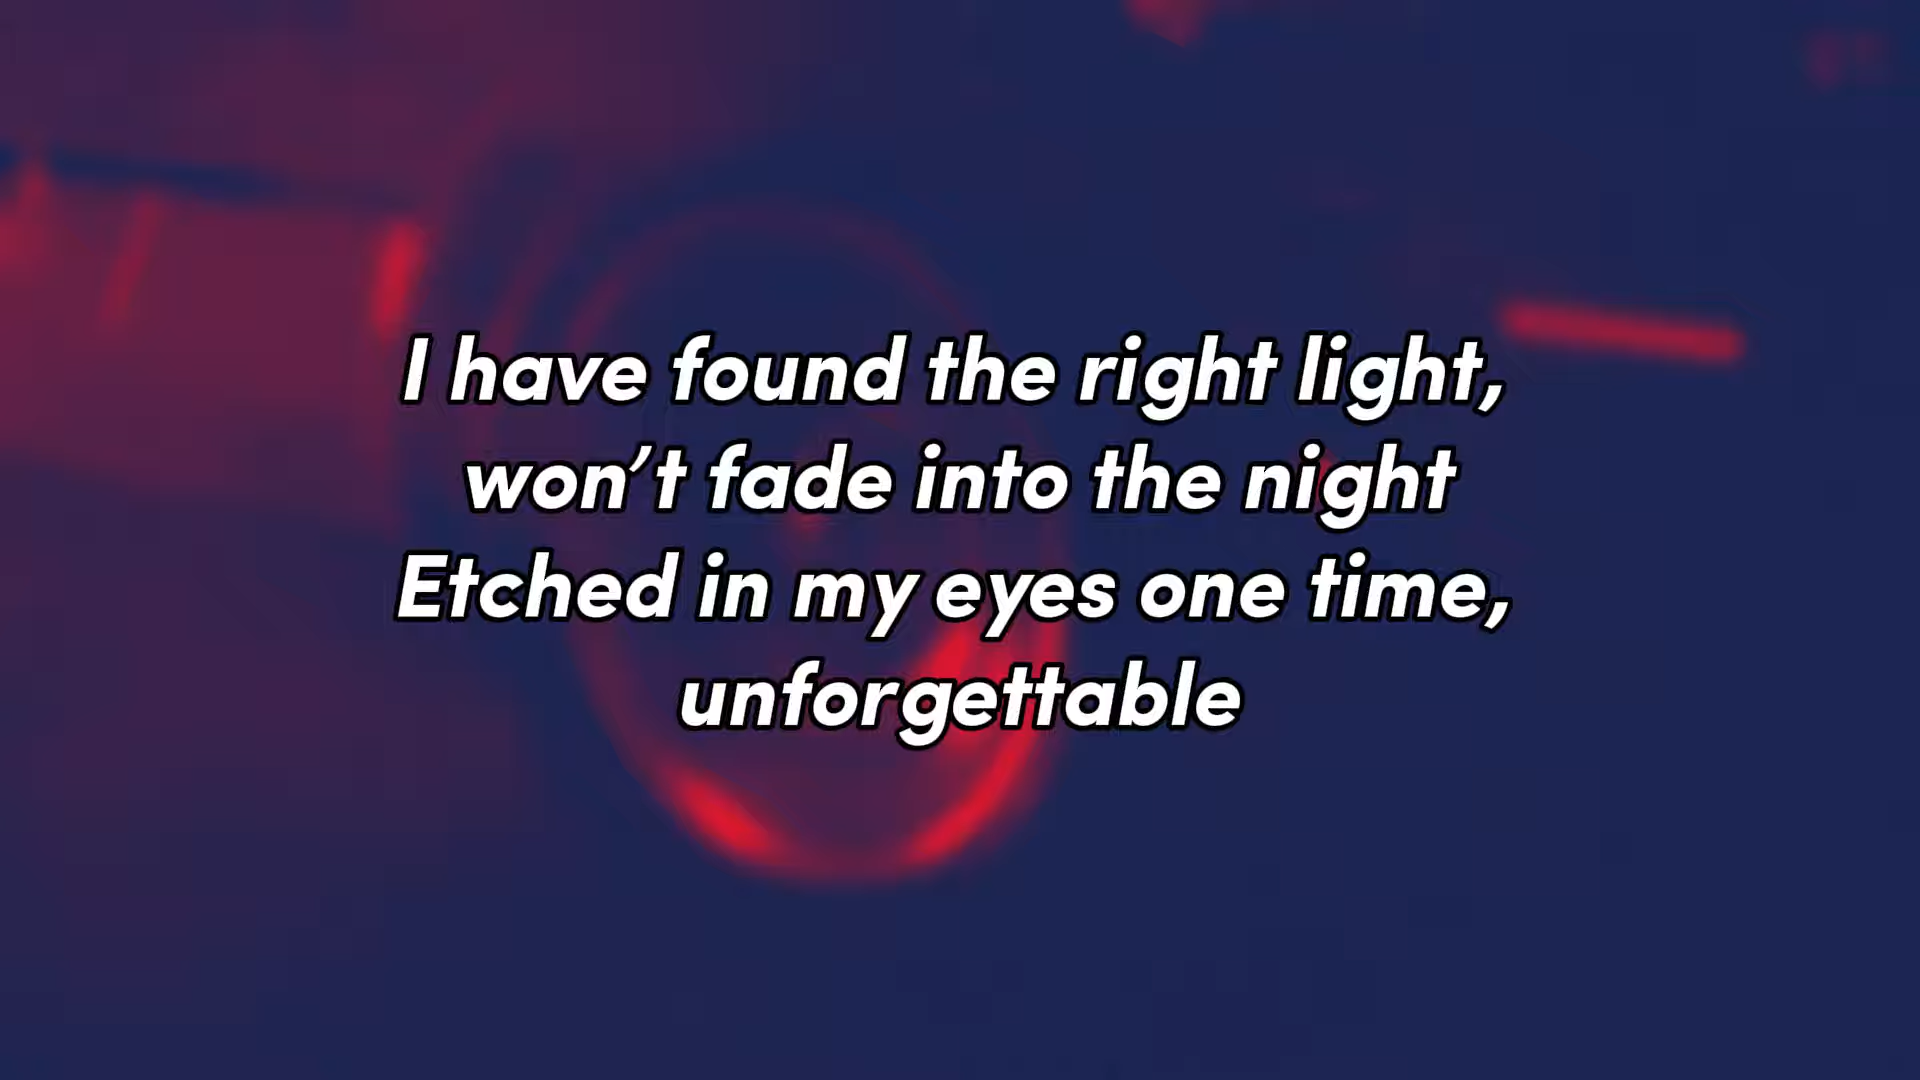 I have found the right light,
won’t fade into the night
Etched in my eyes one time,
unforgettable